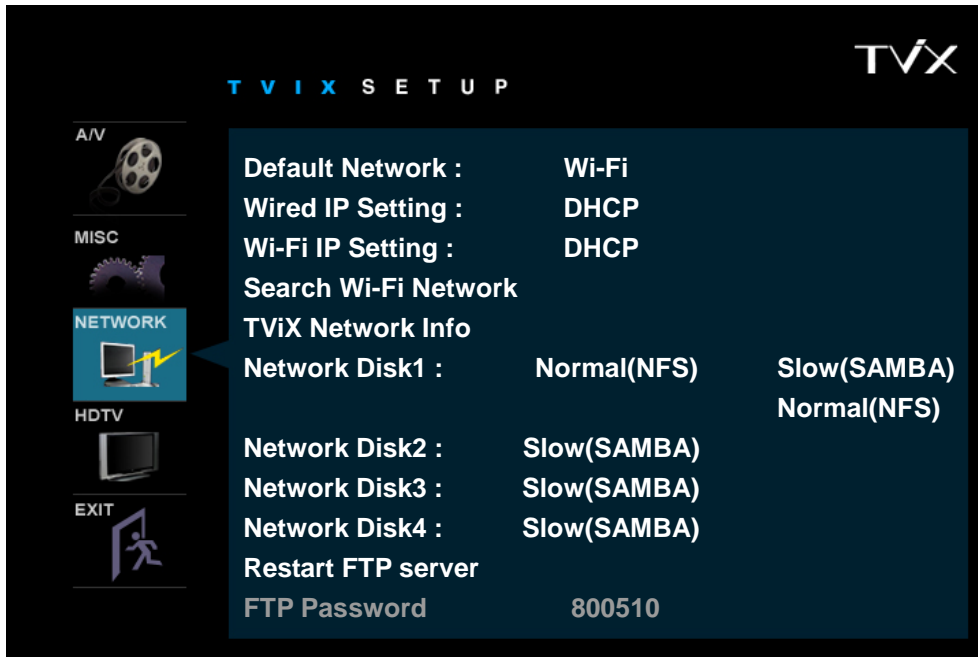 TViX
TVIX SETUP
A/V
MISC
NETWORK
HDTV
EXIT
Default Network : Wi-Fi
Wired IP Setting : DHCP
Wi-Fi IP Setting : DHCP
Search Wi-Fi Network
TViX Network Info
Network Disk1 : Normal(NFS) Slow(SAMBA)
Normal(NFS)
Network Disk2 : Slow(SAMBA)
Network Disk3 : Slow(SAMBA)
Network Disk4 : Slow(SAMBA)
Restart FTP server
FTP Password 800510